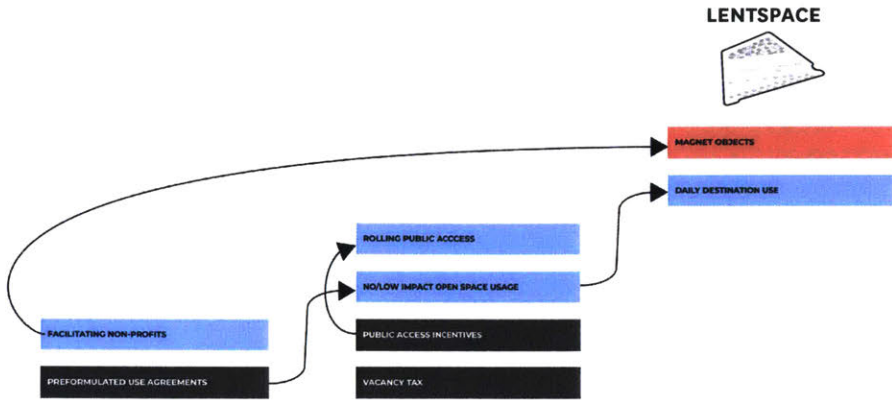 LENTSPACE
MAGNET OBJECTS
DAILY DESTINATION USE
ROLLING PUBLIC ACCCESS
NO/LOW IMPACT OPEN SPACE USAGE
FACILITATING NON-PROFITS
PUBLIC ACCESS INCENTIVES
PREFORMULATED USE AGREEMENTS
VACANCY TAX